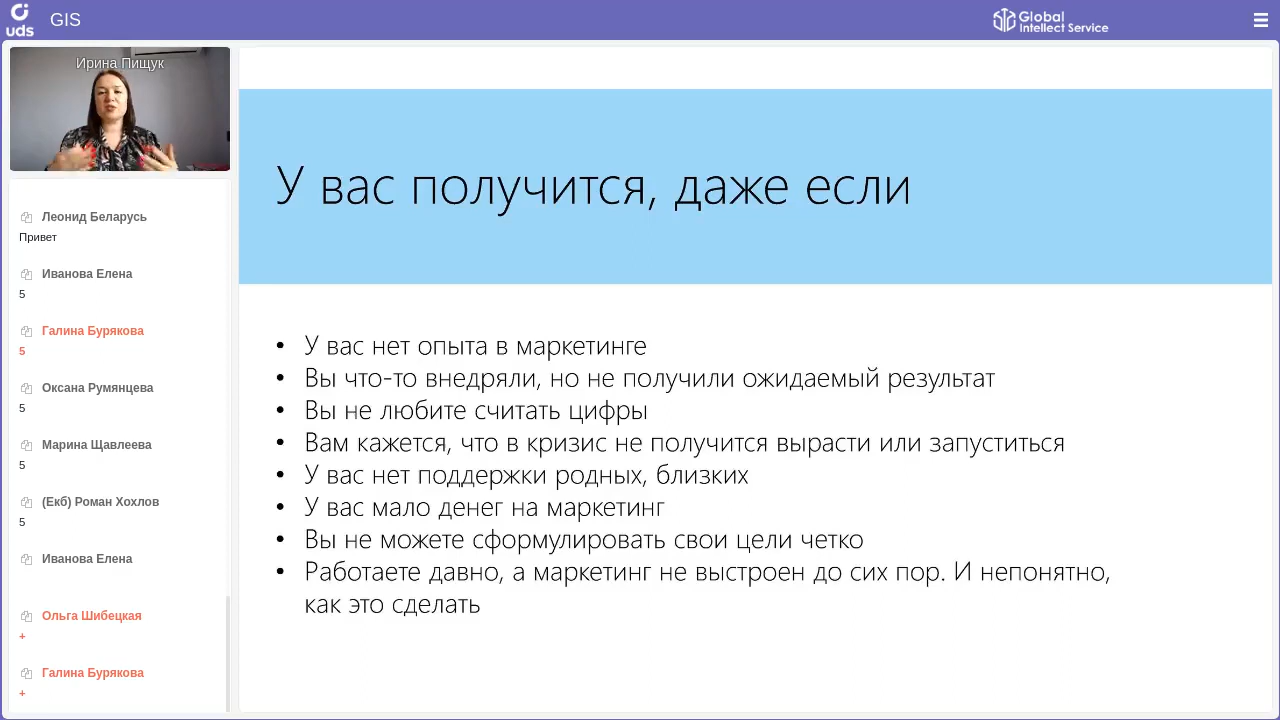 uds
GIS
Global
Intellect Service
Ирина Пищук
Леонид Беларусь
Привет
Иванова Елена
5
Галина Бурякова
5
Оксана Румянцева
5
Марина Щавлеева
5
(Екб) Роман Хохлов
5
Иванова Елена
Ольга Шибецкая
+
Галина Бурякова
+
У вас получится, даже если
• У вас нет опыта в маркетинге
• Вы что-то внедряли, но не получили ожидаемый результат
• Вы не любите считать цифры
• Вам кажется, что в кризис не получится вырасти или запуститься
• У вас нет поддержки родных, близких
• У вас мало денег на маркетинг
• Вы не можете сформулировать свои цели четко
• Работаете давно, а маркетинг не выстроен до сих пор. И непонятно,
как это сделать